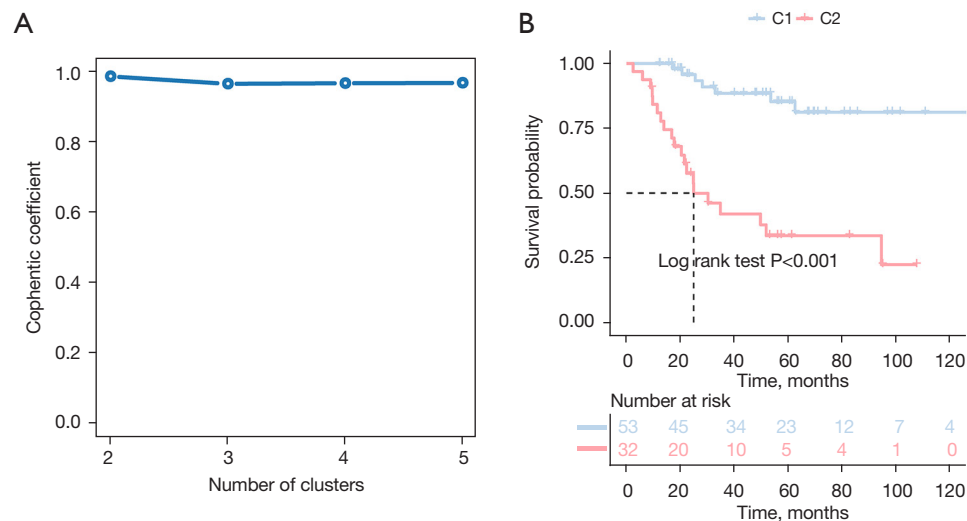 A
Cophentic coefficient
1.0
0.8
0.6
0.4
0.2
0.0
2 3 4 5
Number of clusters
B
C1 C2
Survival probability
1.00
0.75
0.50
0.25
0.00
Log rank test P<0.001
0 20 40 60 80 100 120
Time, months
Number at risk
53 45 34 23 12 7 4
32 20 10 5 4 1 0
0 20 40 60 80 100 120
Time, months